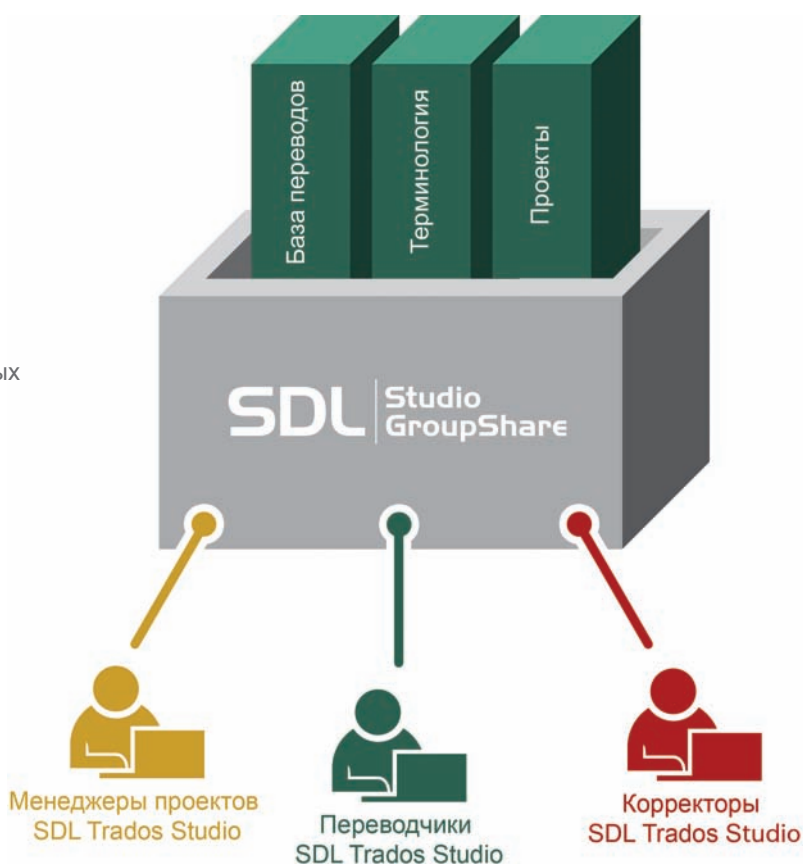 База переводов
Терминология
Проекты
ых
SDL
Studio
GroupShare
Менеджеры проектов
SDL Trados Studio
Переводчики
SDL Trados Studio
Корректоры
SDL Trados Studio